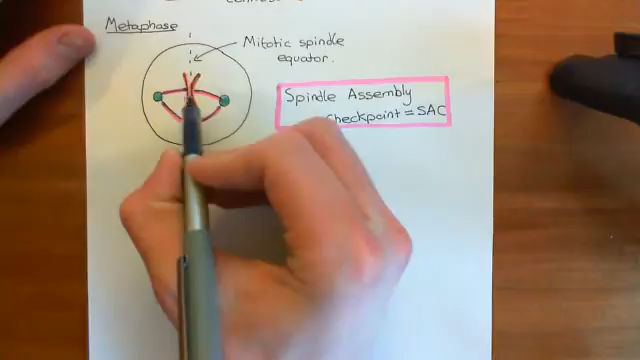 Metaphase
Mitotic spindle
equator.
Spindle Assembly
Checkpoint = SAC